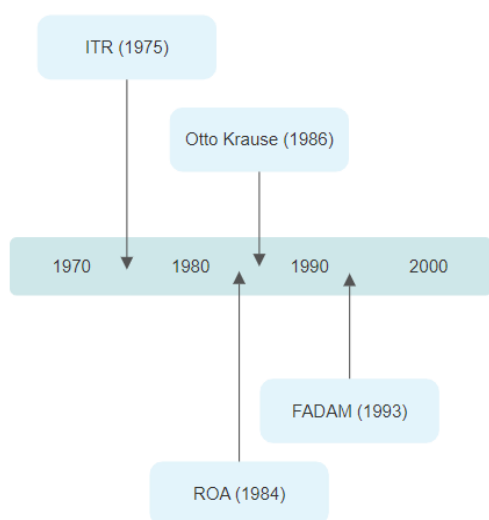 ITR (1975)
Otto Krause (1986)
1970
1980
1990
2000
FADAM (1993)
ROA (1984)